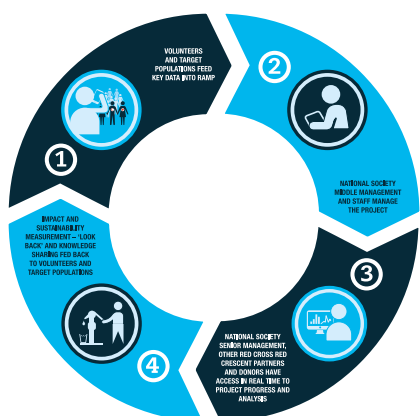 1
VOLUNTEERS
AND TARGET
POPULATIONS FEED
KEY DATA INTO RAMP
2
NATIONAL SOCIETY
MIDDLE MANAGEMENT
AND STAFF MANAGE
THE PROJECT
3
NATIONAL SOCIETY
SENIOR MANAGEMENT,
OTHER RED CROSS RED
CRESCENT PARTNERS
AND DONORS HAVE
ACCESS IN REAL TIME TO
PROJECT PROGRESS AND
ANALYSIS
4
IMPACT AND
SUSTAINABILITY
MEASUREMENT – ‘LOOK
BACK’ AND KNOWLEDGE
SHARING FED BACK
TO VOLUNTEERS AND
TARGET POPULATIONS